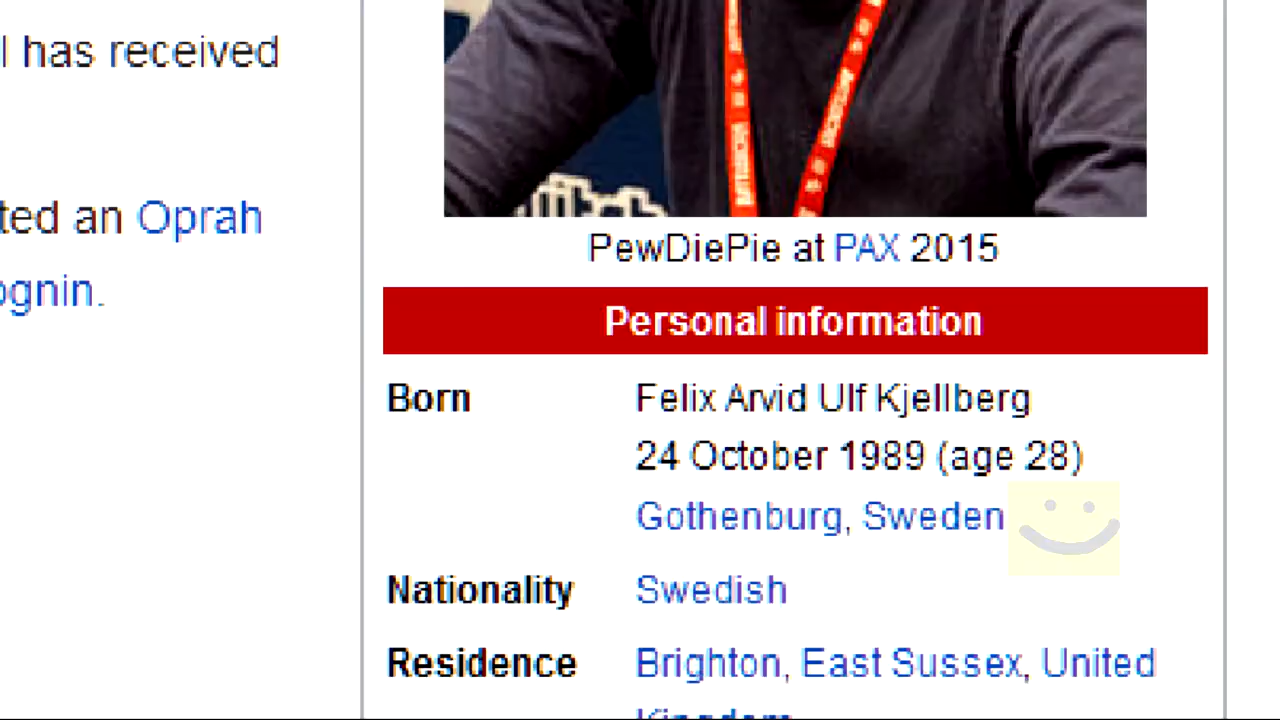 l has received
ted an Oprah
ognin.
PewDiePie at PAX 2015
Personal information
Born Felix Arvid Ulf Kjellberg
24 October 1989 (age 28)
Gothenburg, Sweden
Nationality Swedish
Residence Brighton, East Sussex, United
Kingdom